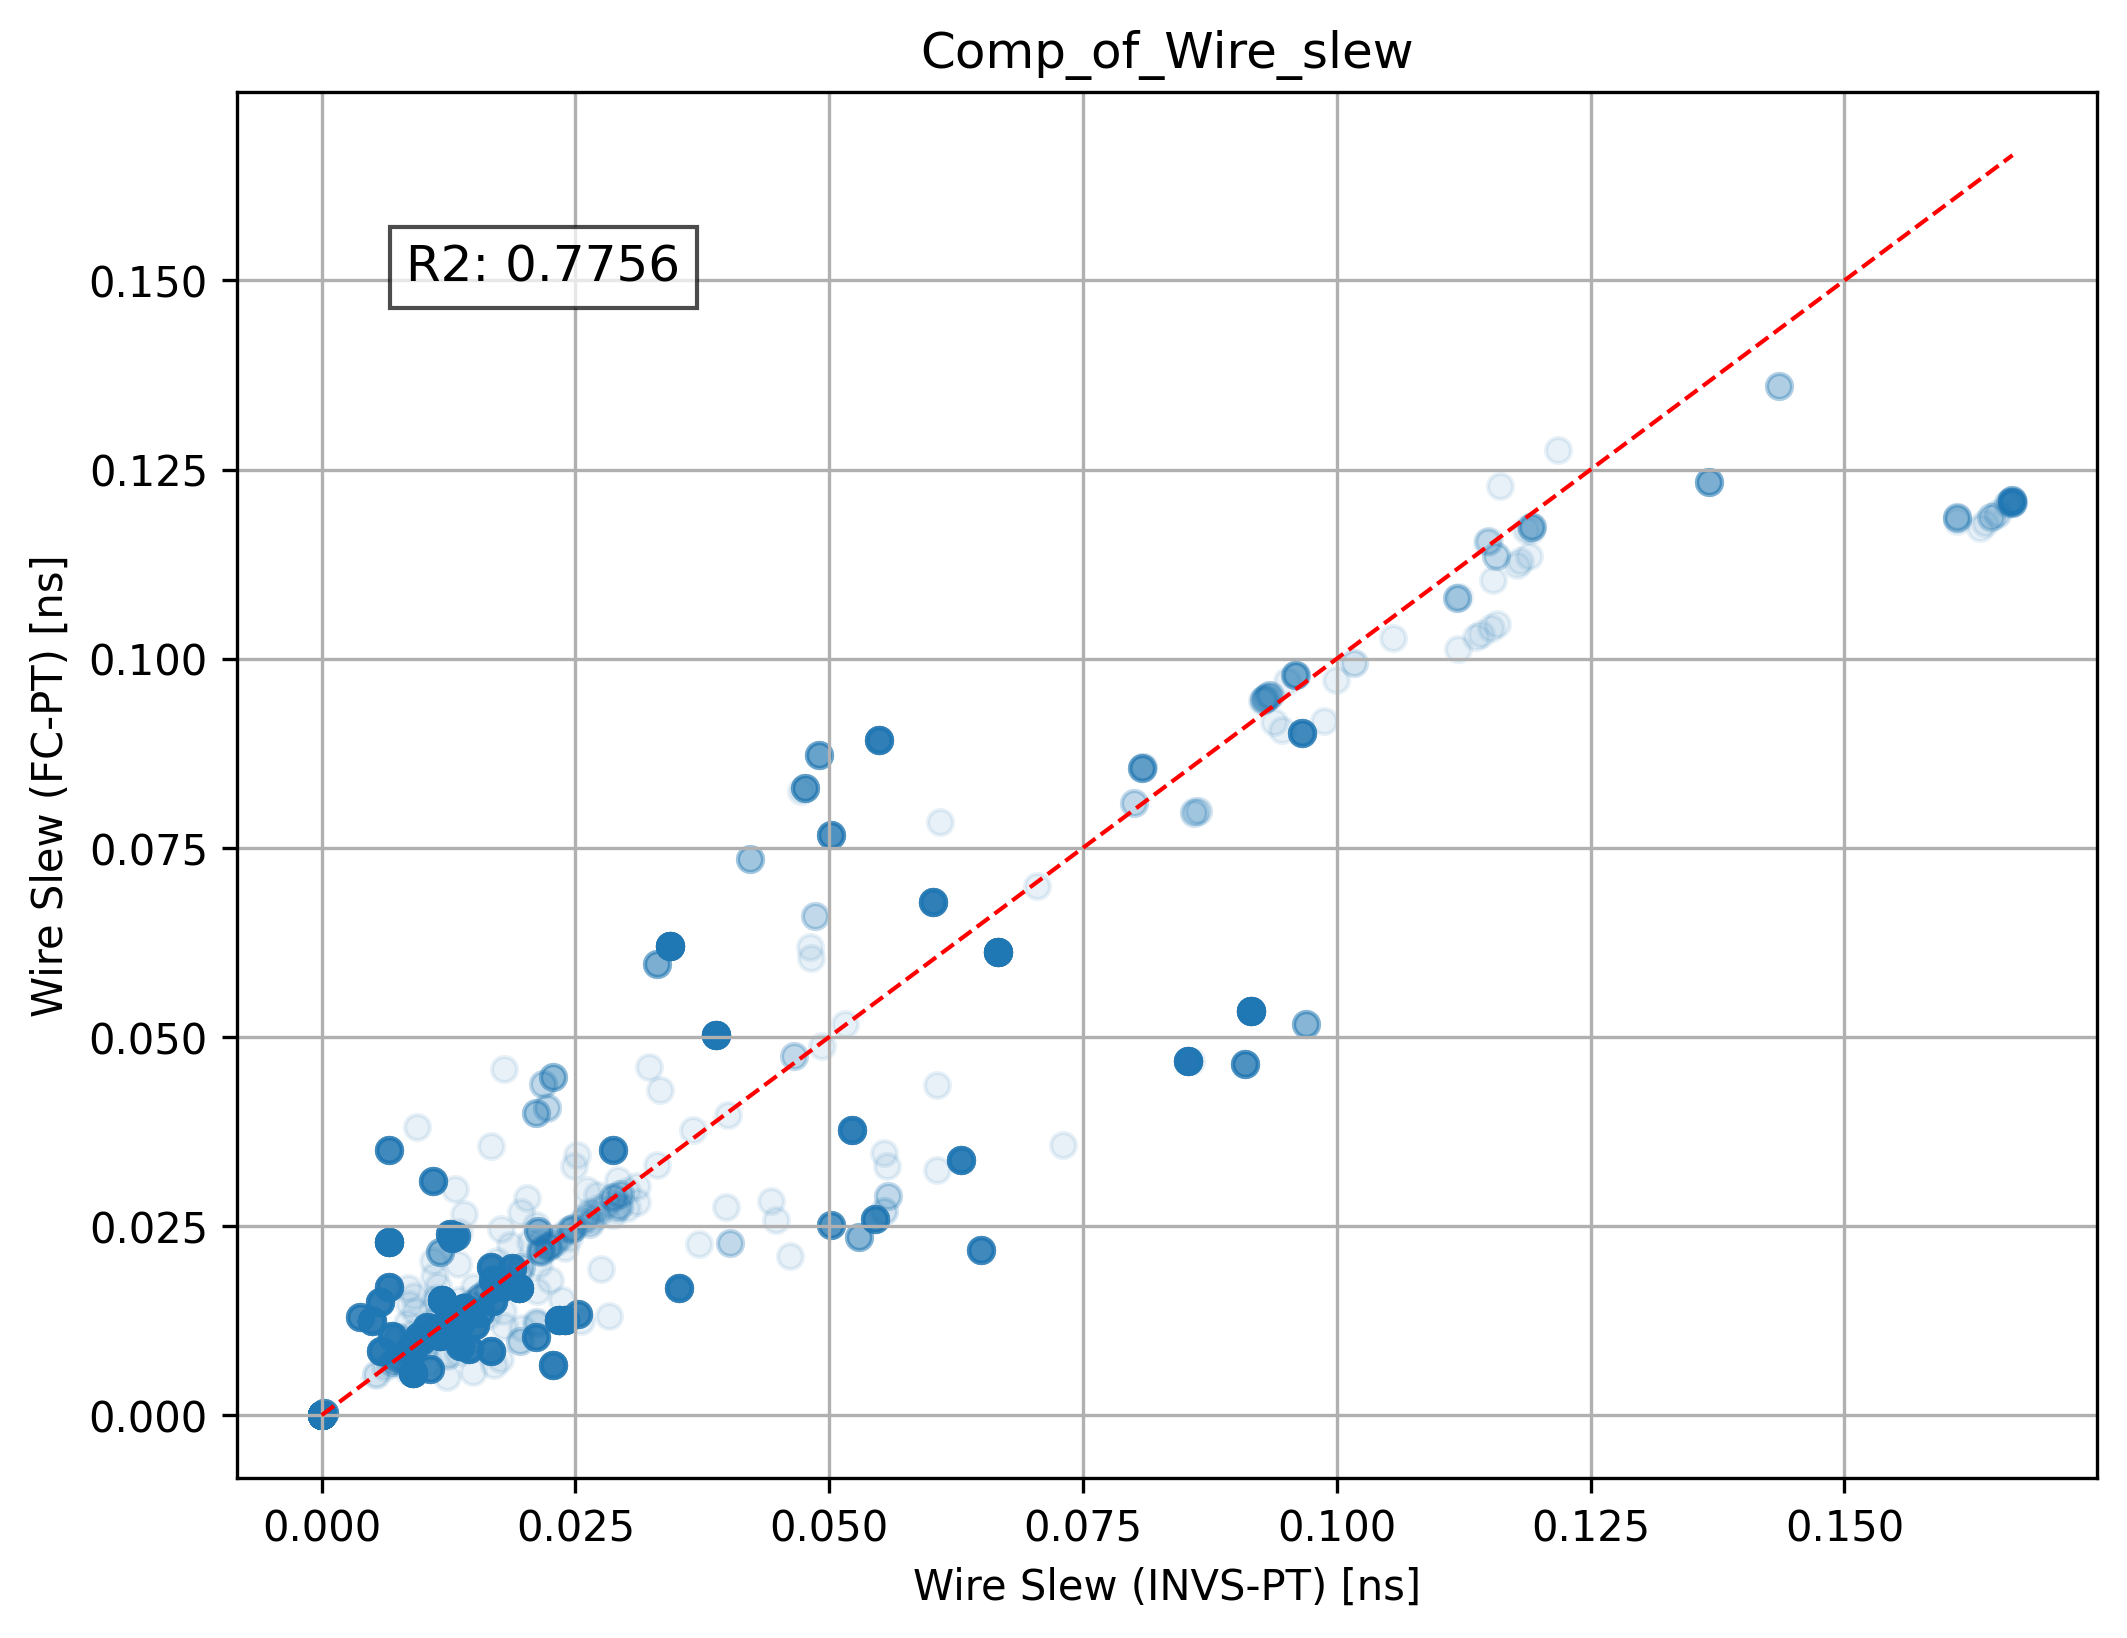 Comp_of_Wire_slew
R2: 0.7756
Wire Slew (FC-PT) [ns]
0.150
0.125
0.100
0.075
0.050
0.025
0.000
0.000 0.025 0.050 0.075 0.100 0.125 0.150
Wire Slew (INVS-PT) [ns]